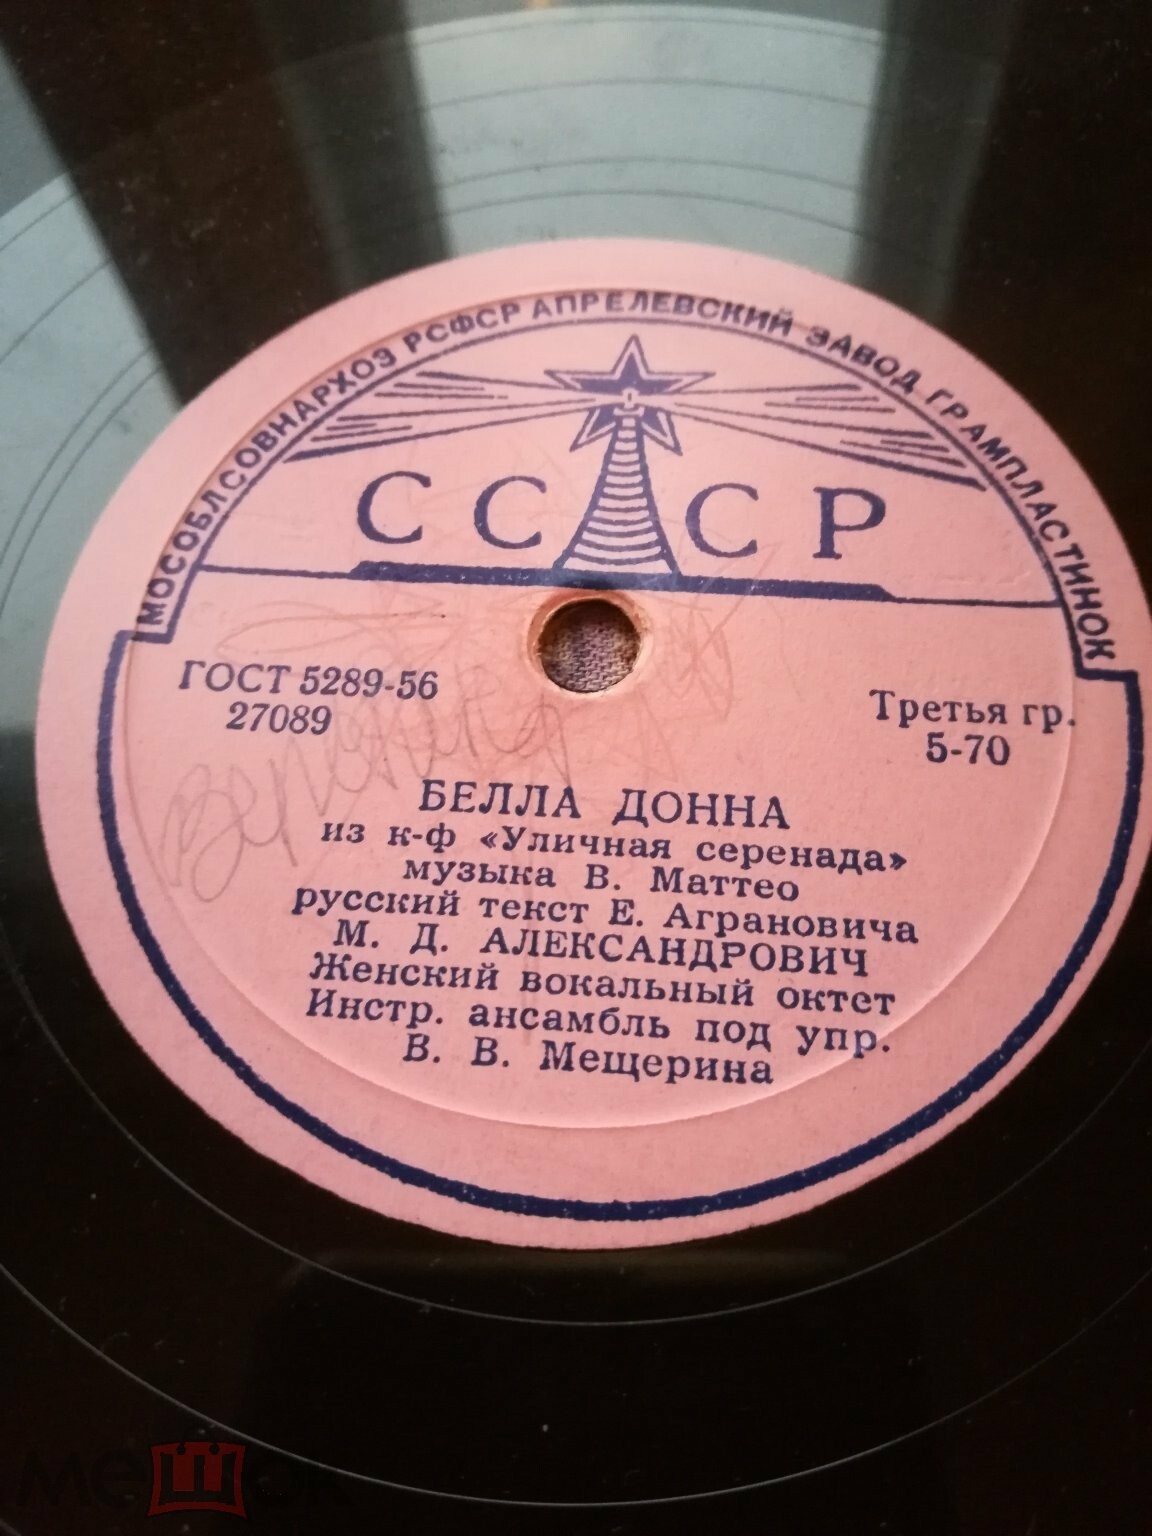 МОСОБЛСОВНАРХОЗ РСФСР АПРЕЛЕВСКИЙ ЗАВОД ГРАМПЛАСТИНОК
СССР
ГОСТ 5289-56
27089
Третья гр.
5-70
БЕЛЛА ДОННА
из к-ф «Уличная серенада»
музыка В. Маттео
русский текст Е. Аграновича
М. Д. АЛЕКСАНДРОВИЧ
Женский вокальный октет
Инстр. ансамбль под упр.
В. В. Мещерина
мешок